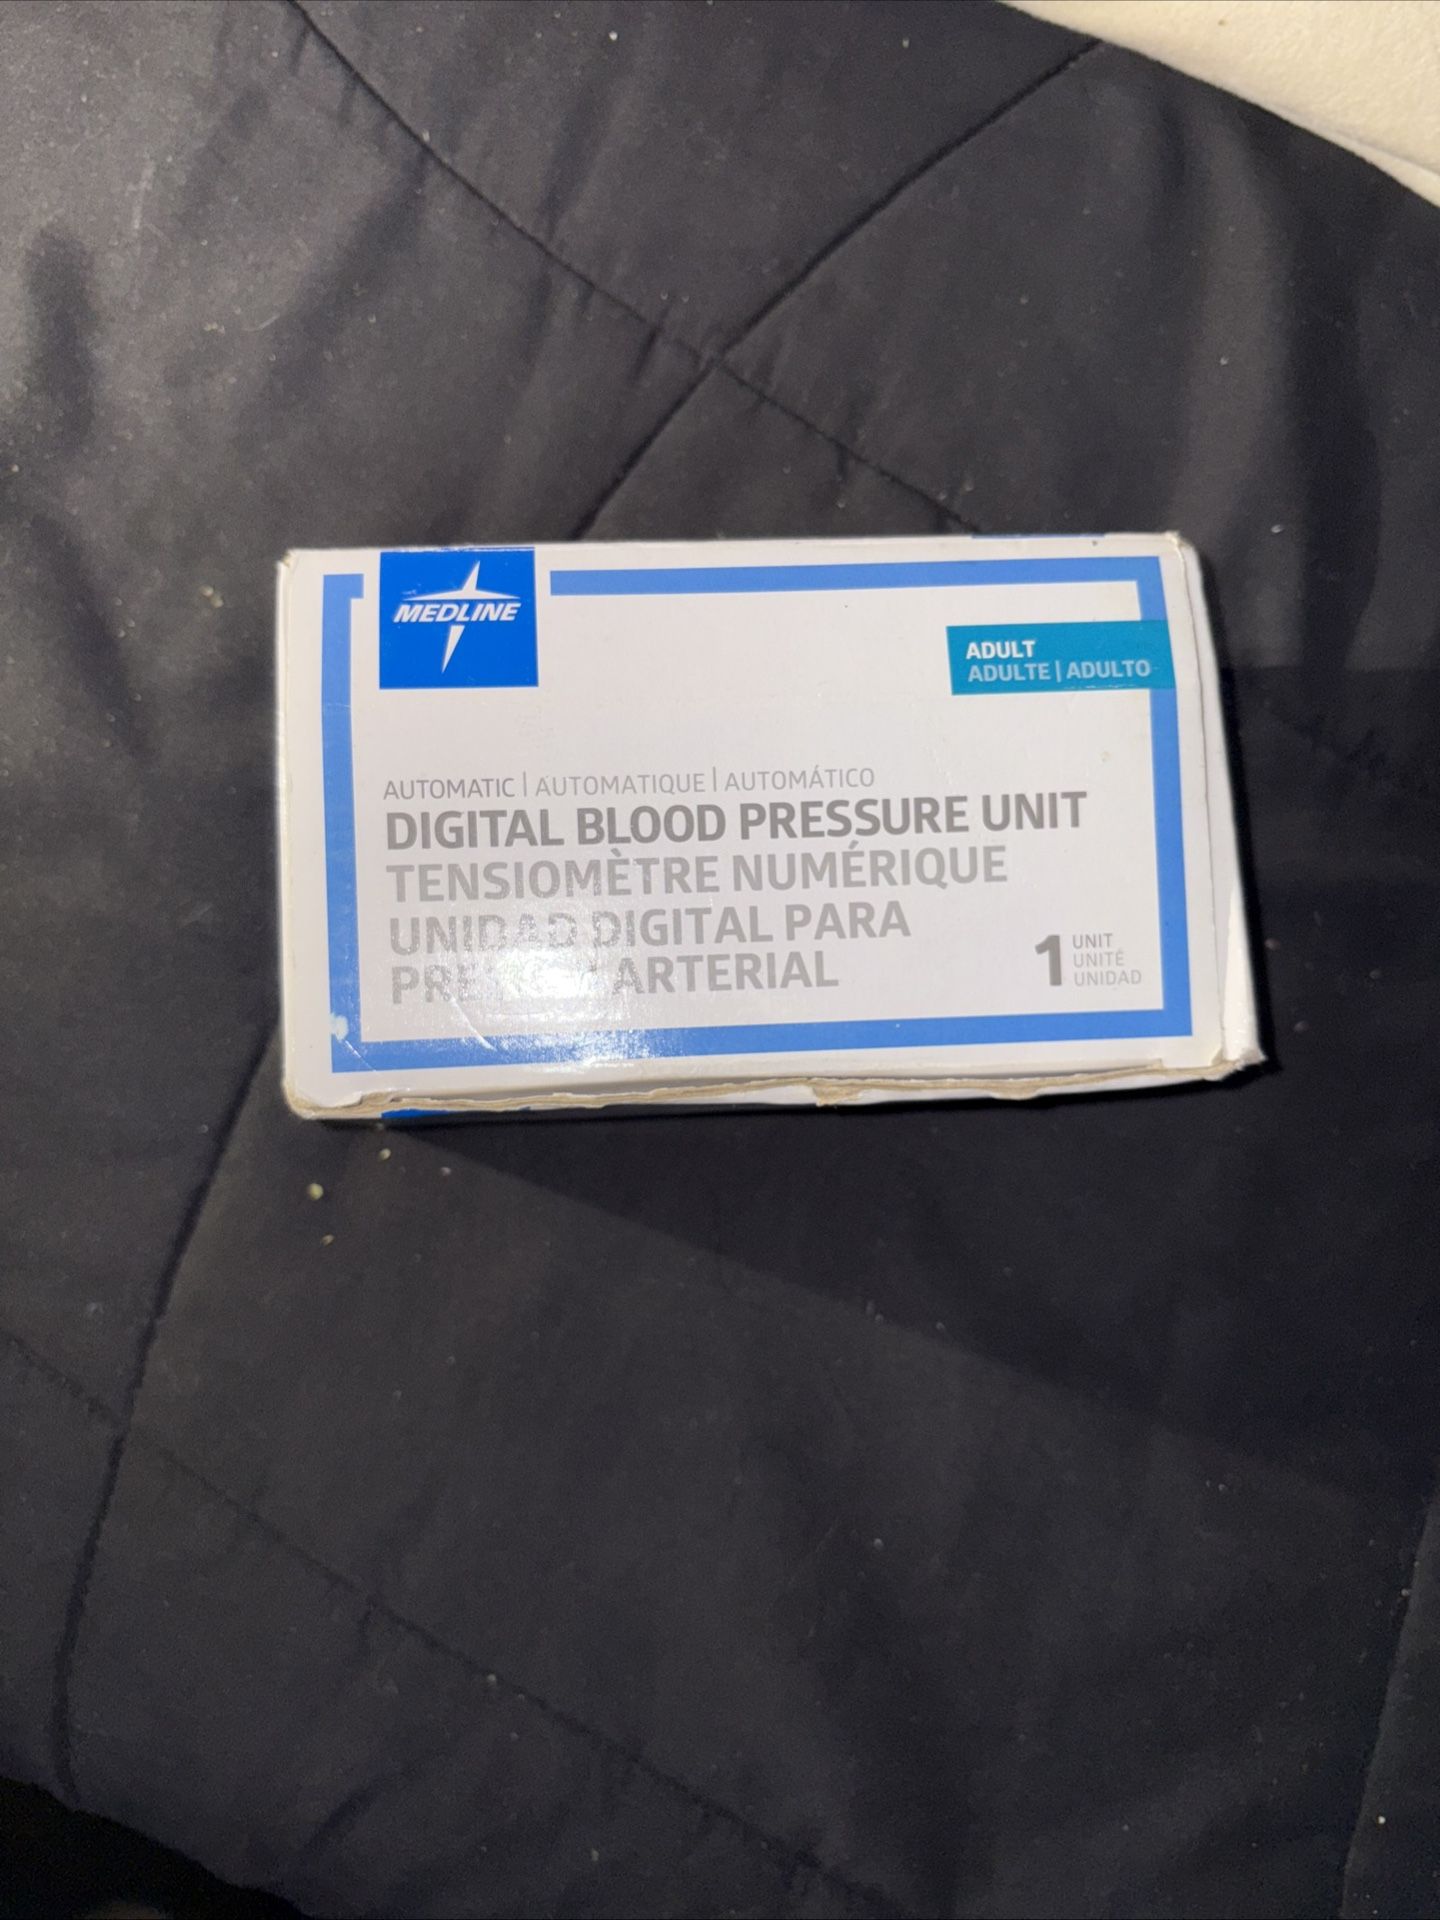 MEDLINE
ADULT
ADULTE | ADULTO
AUTOMATIC | AUTOMATIQUE | AUTOMÁTICO
DIGITAL BLOOD PRESSURE UNIT
TENSIOMÈTRE NUMÉRIQUE
UNIDAD DIGITAL PARA
ARTERIAL
1 UNIT
UNITÉ
UNIDAD